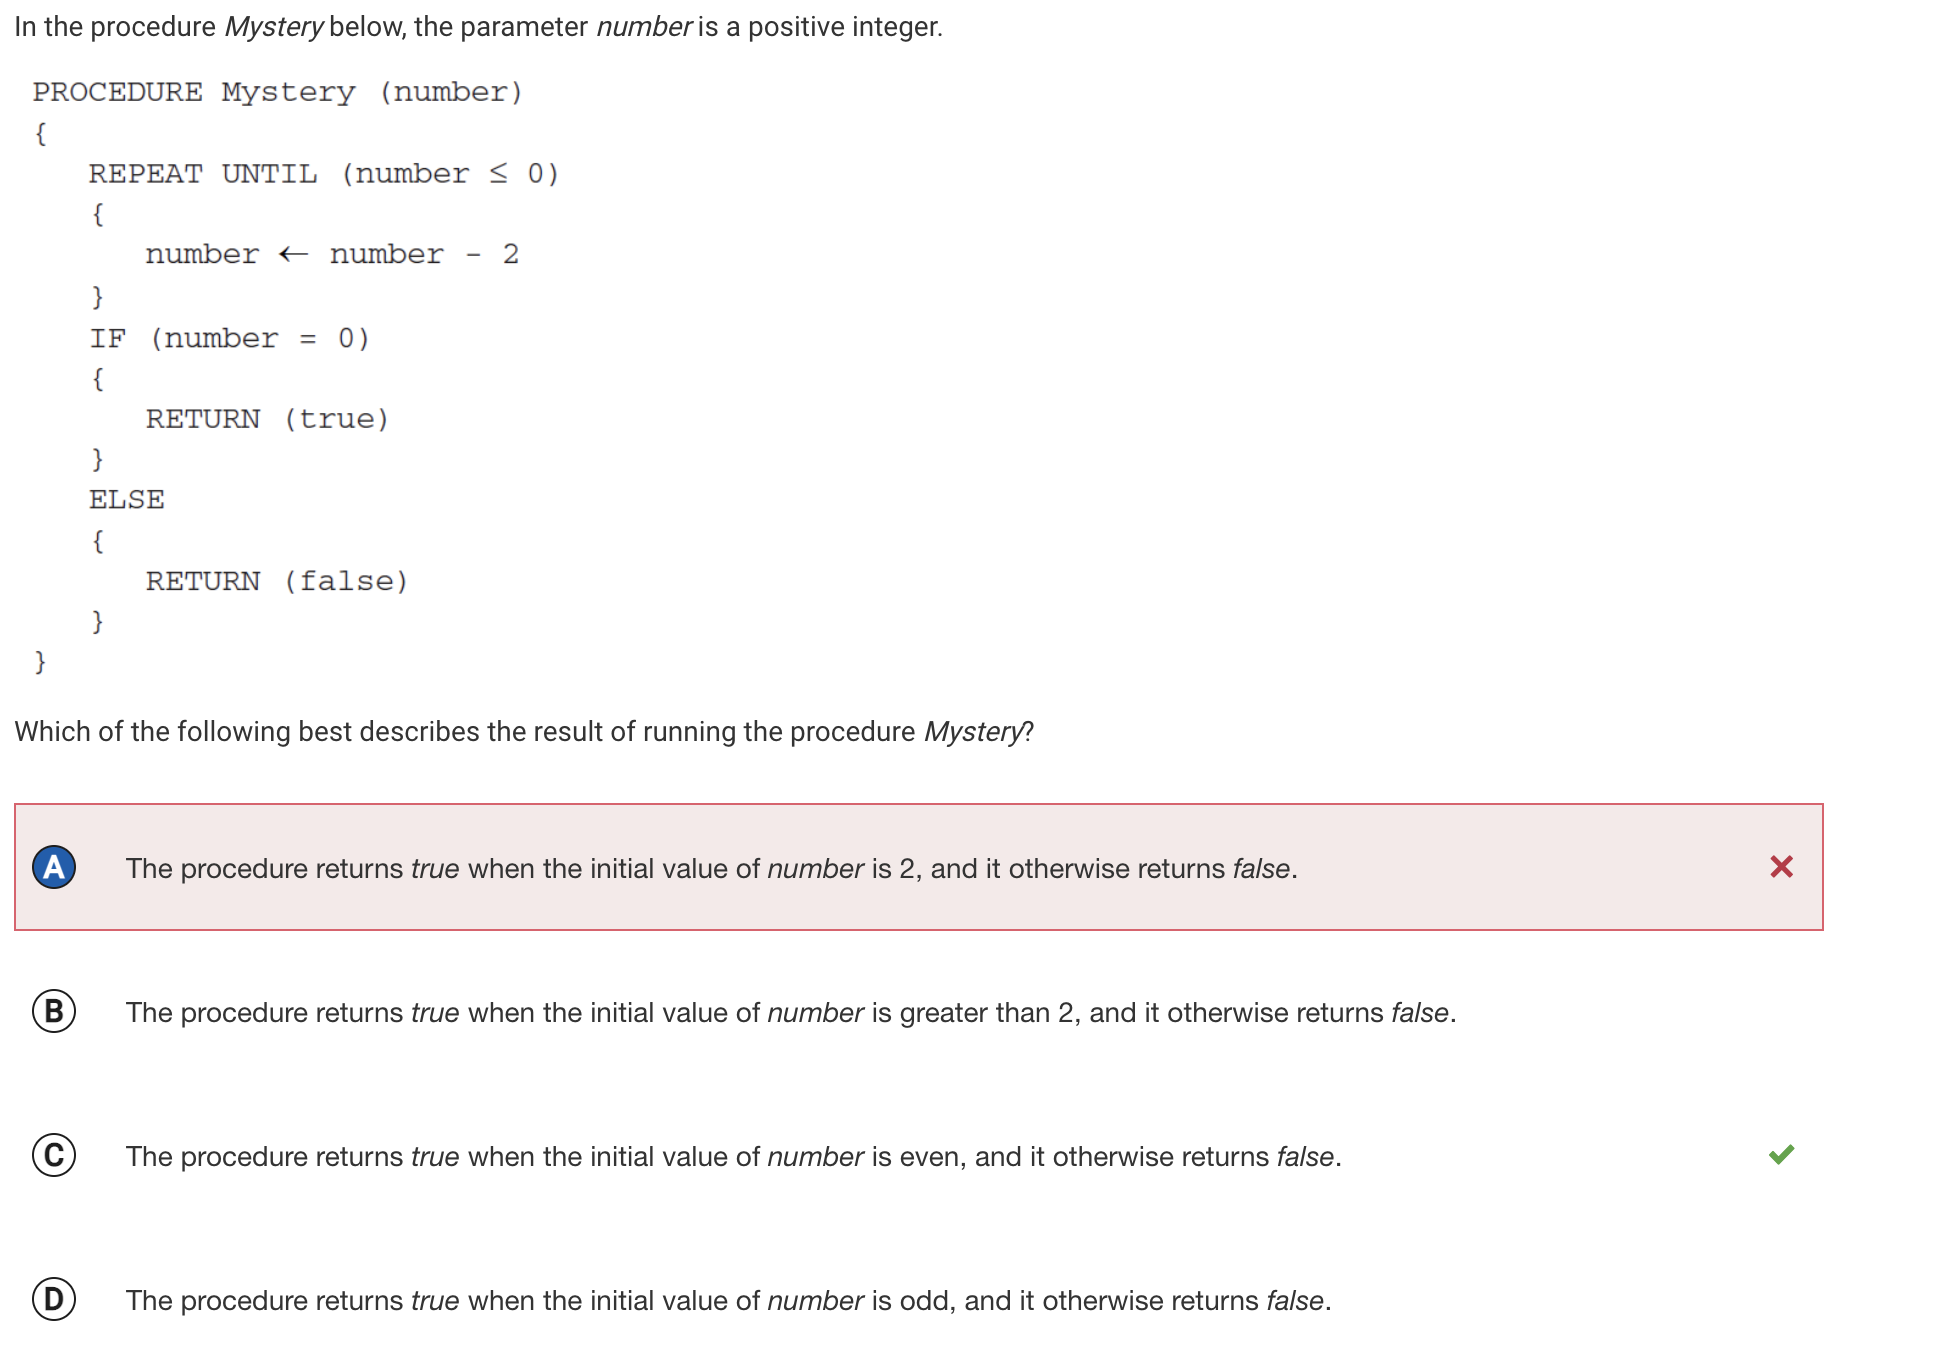 In the procedure Mystery below, the parameter number is a positive integer.
PROCEDURE Mystery (number)
{
REPEAT UNTIL (number ≤ 0)
{
number ← number - 2
}
IF (number = 0)
{
RETURN (true)
}
ELSE
{
RETURN (false)
}
}
Which of the following best describes the result of running the procedure Mystery?
A The procedure returns true when the initial value of number is 2, and it otherwise returns false.
B The procedure returns true when the initial value of number is greater than 2, and it otherwise returns false.
C The procedure returns true when the initial value of number is even, and it otherwise returns false.
D The procedure returns true when the initial value of number is odd, and it otherwise returns false.